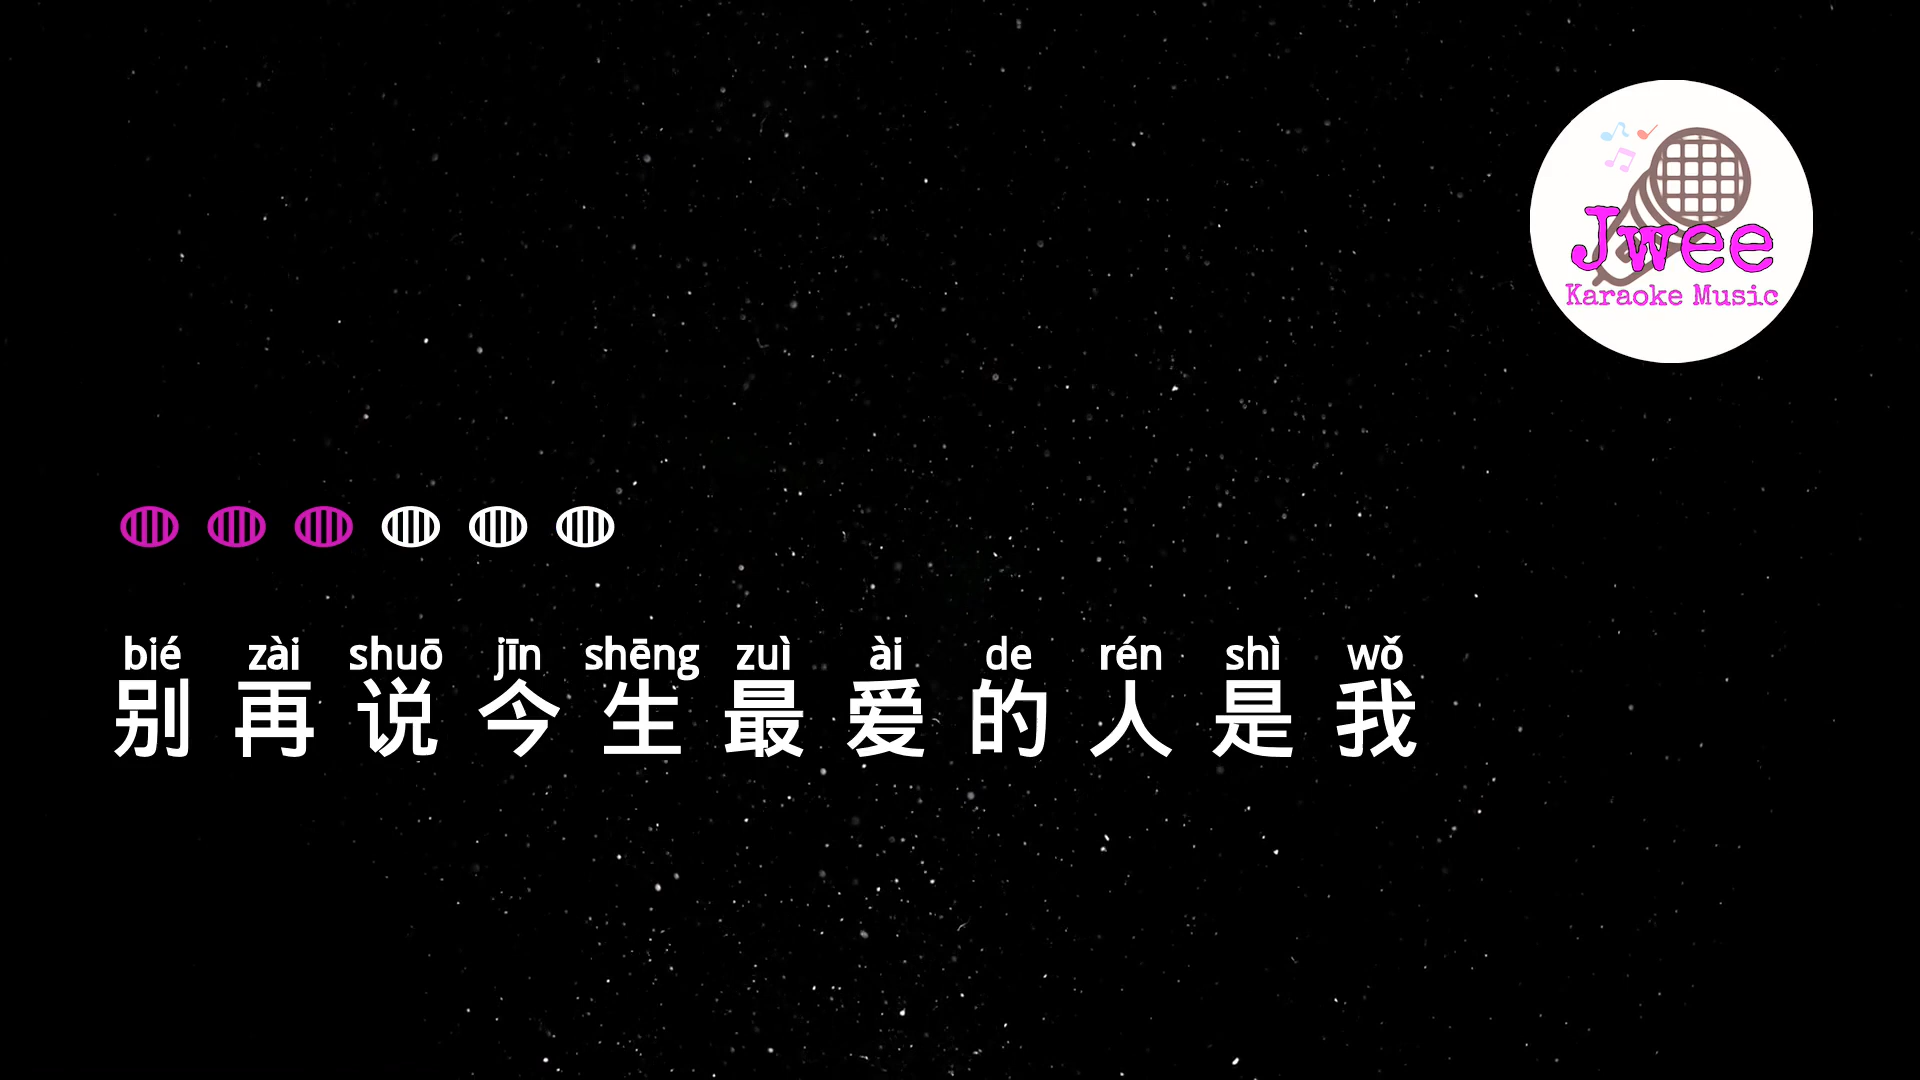 Jwee
Karaoke Music
bié zài shuō jīn shēng zuì ài de rén shì wǒ
别 再 说 今 生 最 爱 的 人 是 我